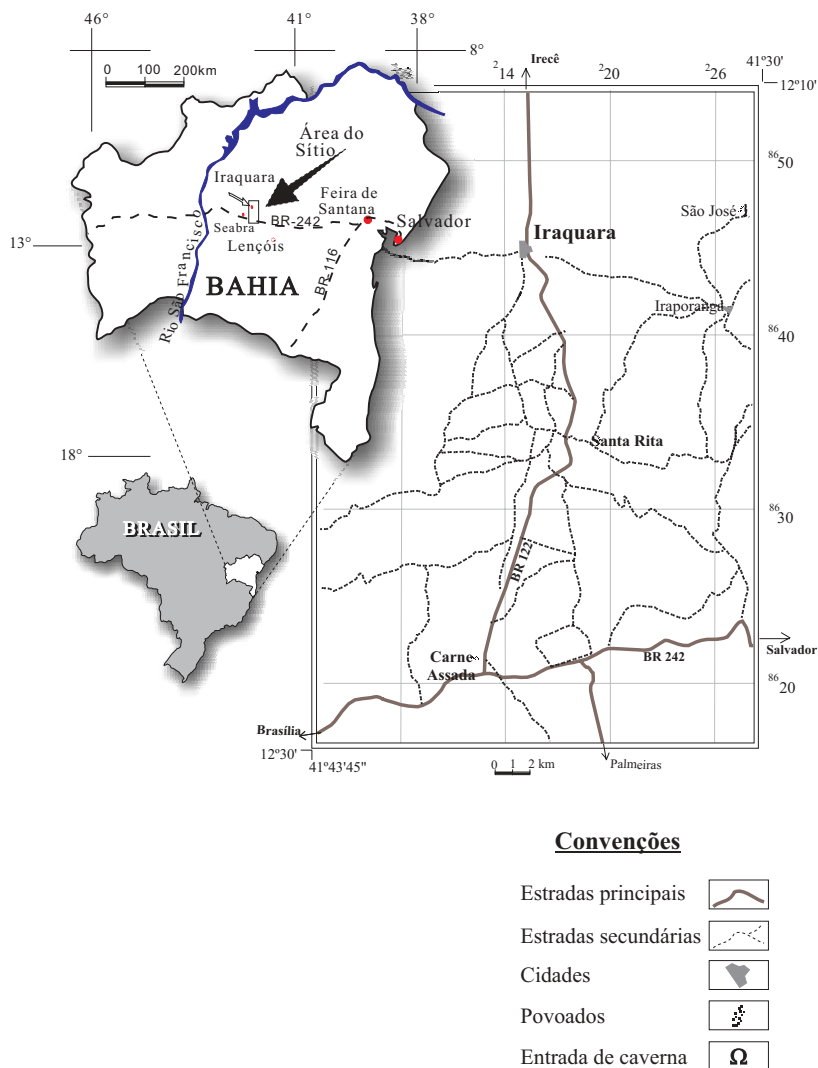 46°
41°
38°
8°
0 100 200km
Irecê
²14
²20
²26
41°30'
12°10'
Área do
Sítio
Iraquara
Feira de
Santana
BR-242
Seabra
Salvador
Lençóis
13°
Rio São Francisco
BAHIA
BR-116
⁸⁶50
São José
Iraquara
Iraporanga
⁸⁶40
Santa Rita
18°
BRASIL
⁸⁶30
BR 122
Salvador
Carne
Assada
BR 242
⁸⁶20
Brasília
12°30'
41°43'45"
0 1 2 km
Palmeiras
Convenções
Estradas principais
Estradas secundárias
Cidades
Povoados
Entrada de caverna Ω